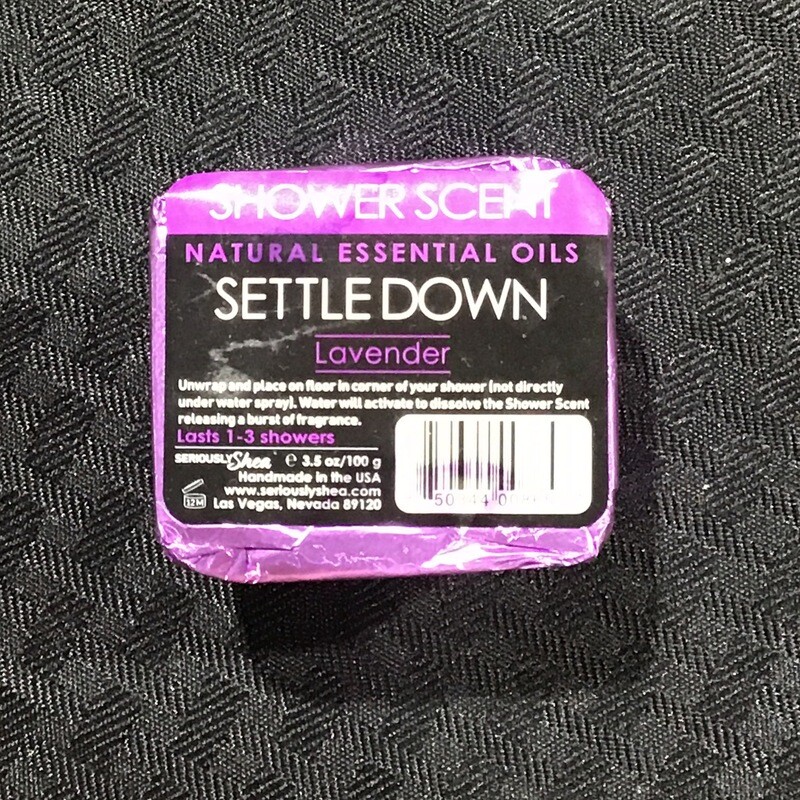 SHOWER SCENT
NATURAL ESSENTIAL OILS
SETTLE DOWN
Lavender
Unwrap and place on floor in corner of your shower (not directly
under water spray). Water will activate to dissolve the Shower Scent
releasing a burst of fragrance.
Lasts 1-3 showers
SERIOUSLY Shea ℮ 3.5 oz/100 g
Handmade in the USA
www.seriouslyshea.com
12M
Las Vegas, Nevada 89120